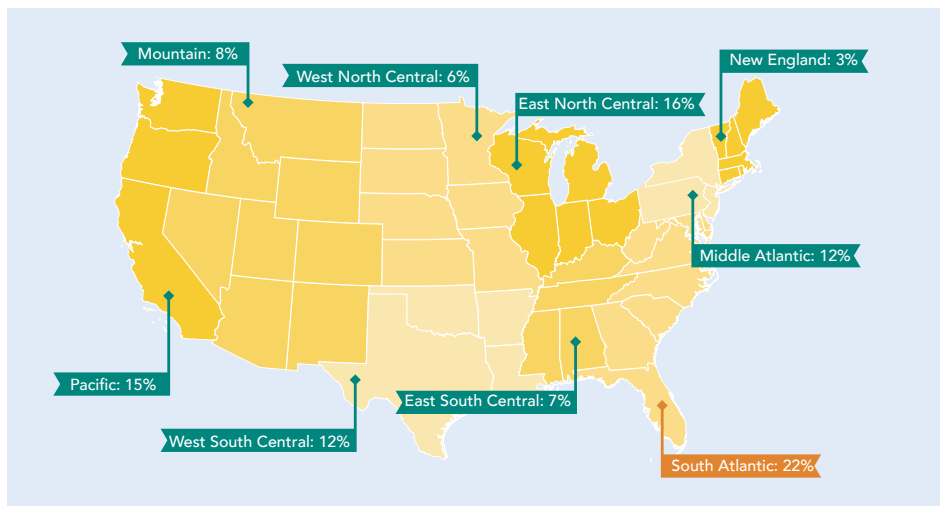 Mountain: 8%
New England: 3%
West North Central: 6%
East North Central: 16%
Middle Atlantic: 12%
Pacific: 15%
East South Central: 7%
West South Central: 12%
South Atlantic: 22%